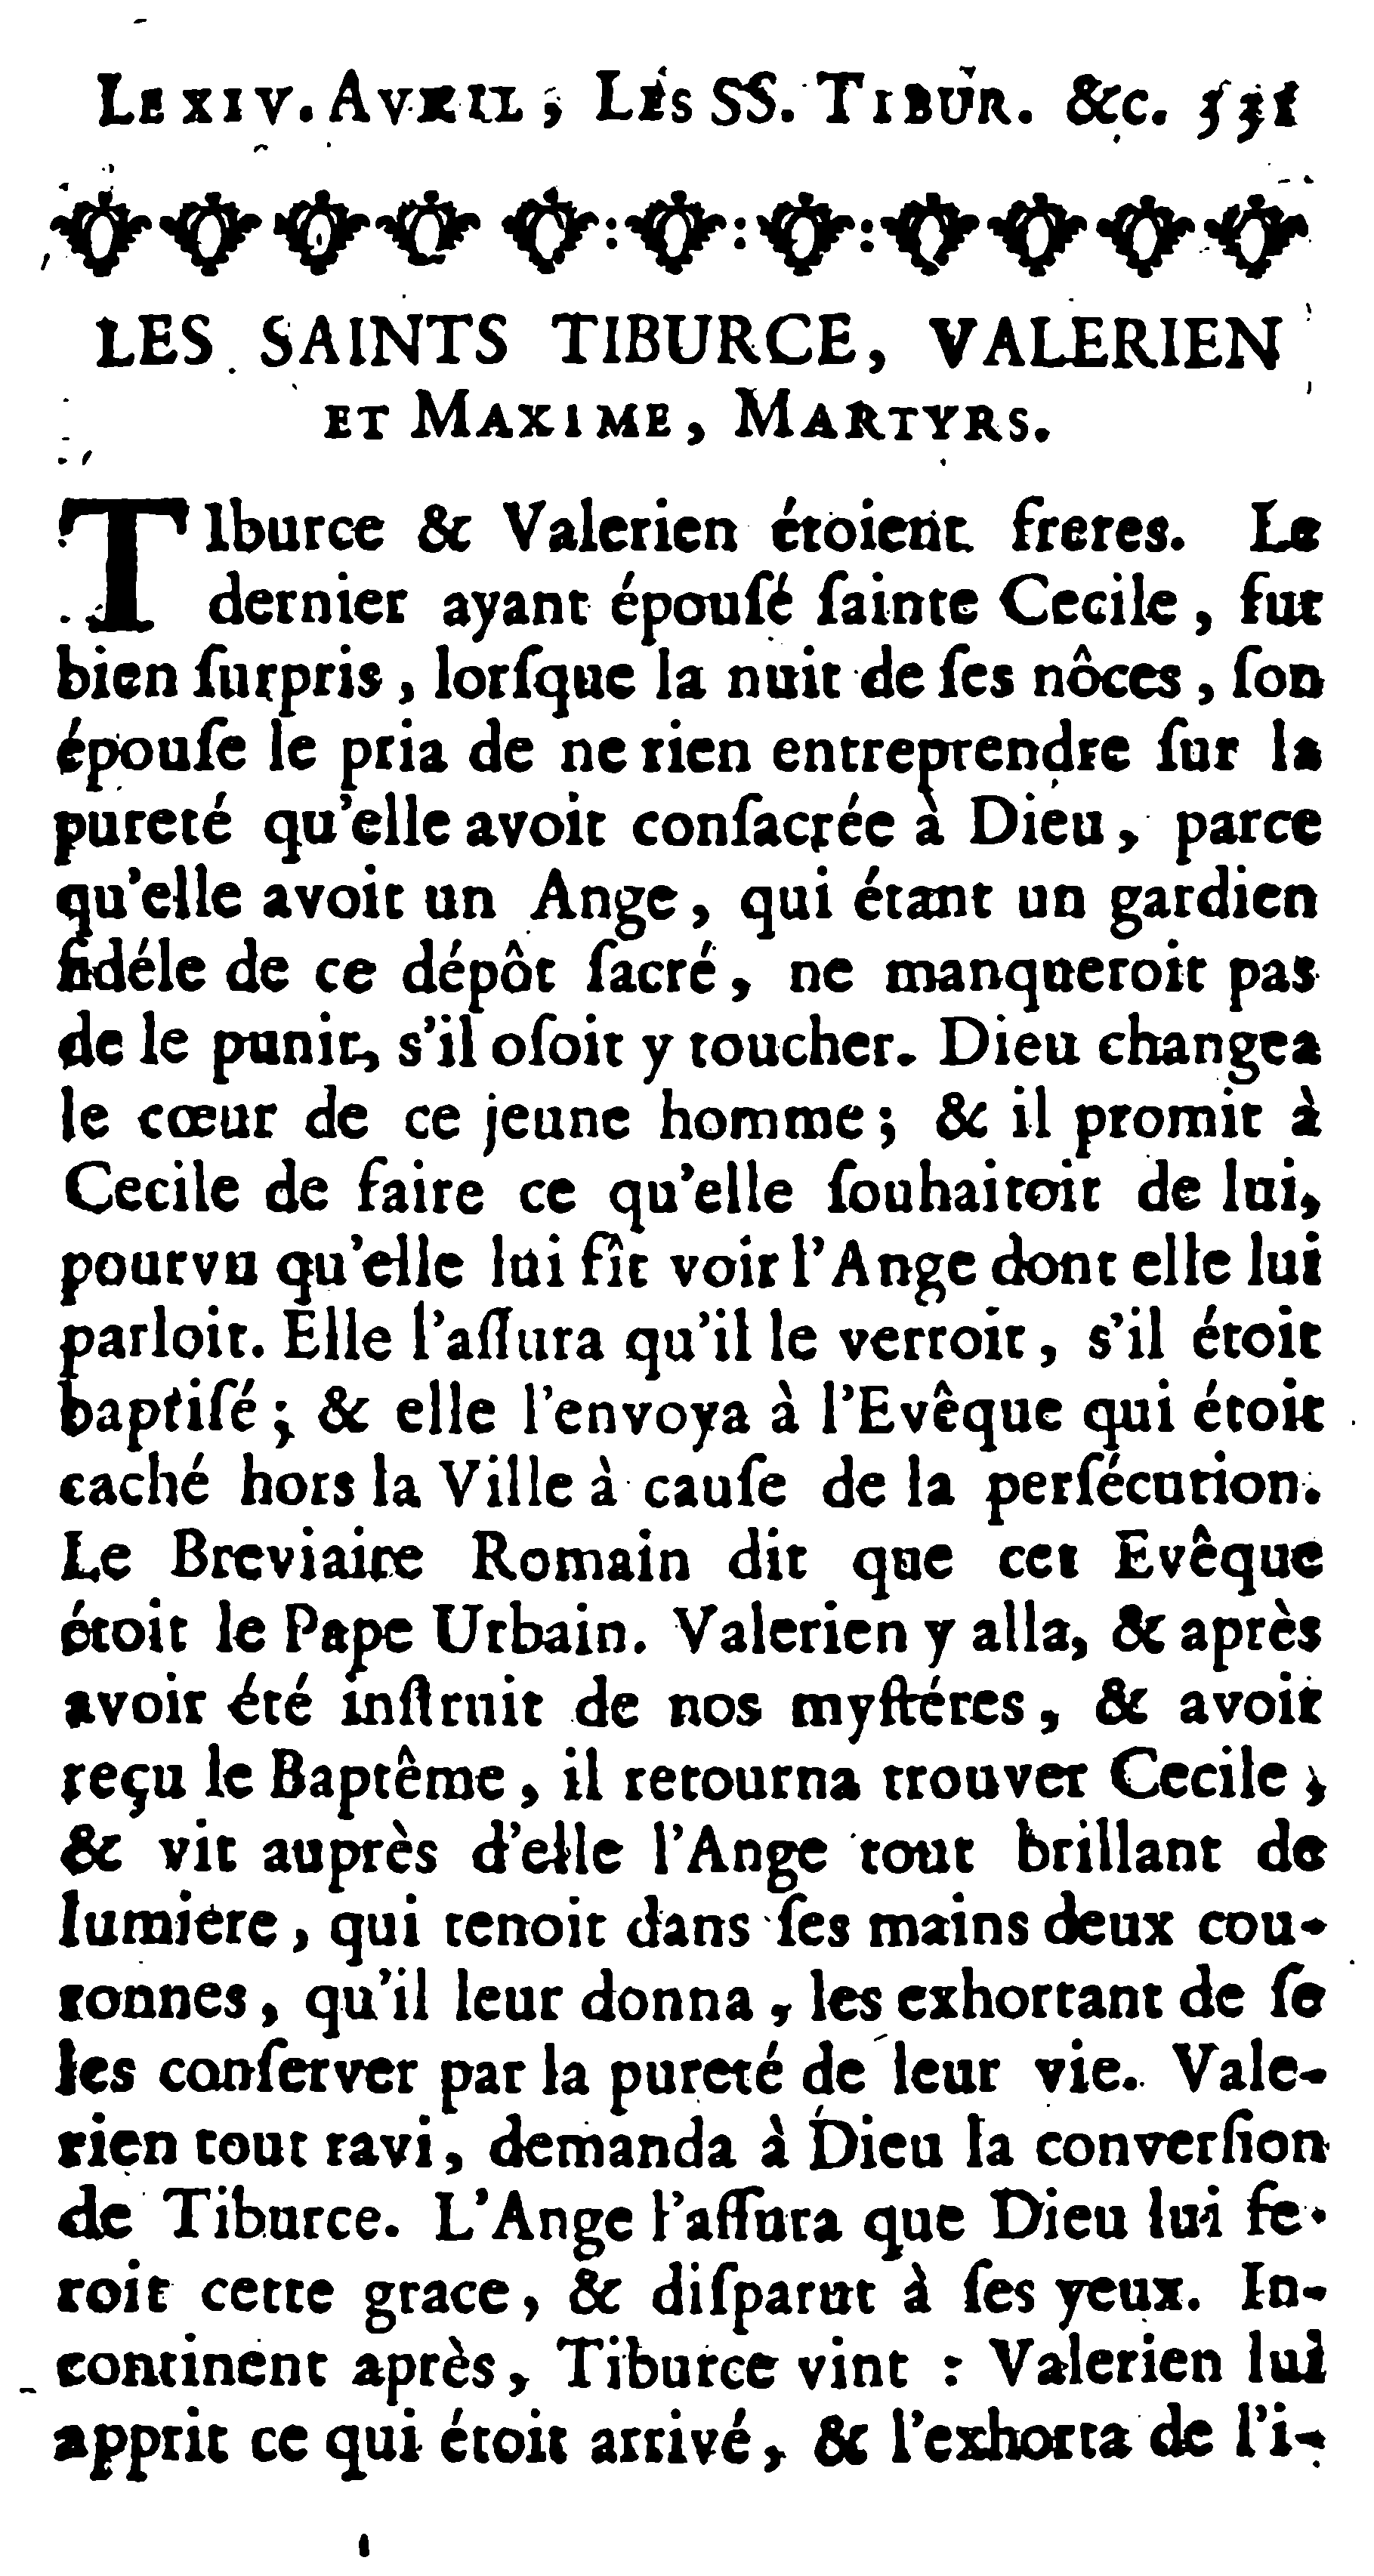 LE XIV. AVRIL, LES SS. TIBUR. &C. 531
LES SAINTS TIBURCE, VALERIEN
ET MAXIME, MARTYRS.
TIburce & Valerien étoient freres. Le
dernier ayant épouſé ſainte Cecile, fut
bien ſurpris, lorſque la nuit de ſes nôces, ſon
épouſe le pria de ne rien entreprendre ſur la
pureté qu'elle avoit conſacrée à Dieu, parce
qu'elle avoit un Ange, qui étant un gardien
fidéle de ce dépôt ſacré, ne manqueroit pas
de le punir, s'il oſoit y toucher. Dieu changea
le cœur de ce jeune homme; & il promit à
Cecile de faire ce qu'elle ſouhaitoit de lui,
pourvu qu'elle lui fît voir l'Ange dont elle lui
parloit. Elle l'aſſura qu'il le verroit, s'il étoit
baptiſé; & elle l'envoya à l'Evêque qui étoit
caché hors la Ville à cauſe de la perſécution.
Le Breviaire Romain dit que cet Evêque
étoit le Pape Urbain. Valerien y alla, & après
avoir été inſtruit de nos myſtéres, & avoir
reçu le Baptême, il retourna trouver Cecile,
& vit auprès d'elle l'Ange tout brillant de
lumiere, qui tenoit dans ſes mains deux cou-
ronnes, qu'il leur donna, les exhortant de ſe
les conſerver par la pureté de leur vie. Vale-
rien tout ravi, demanda à Dieu la converſion
de Tiburce. L'Ange l'aſſura que Dieu lui fe-
roit cette grace, & diſparut à ſes yeux. In-
continent après, Tiburce vint : Valerien lui
apprit ce qui étoit arrivé, & l'exhorta de l'i-